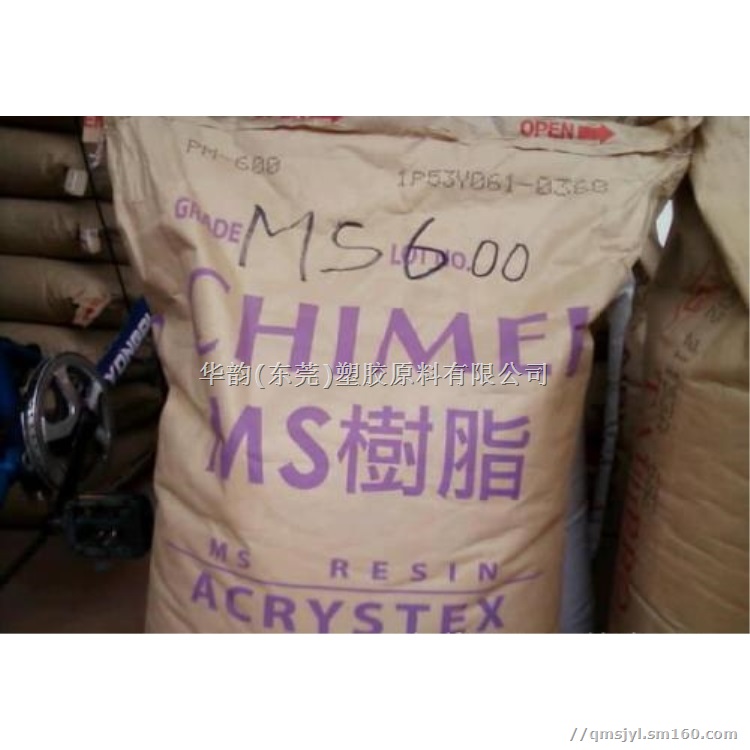 OPEN
PM-600
1P53Y061-0360
GRADE
LOT NO.
MS600
CHIMEI
华韵(东莞)塑胶原料有限公司
MS樹脂
MS RESIN
ACRYSTEX
//qmsjyl.sm160.com/